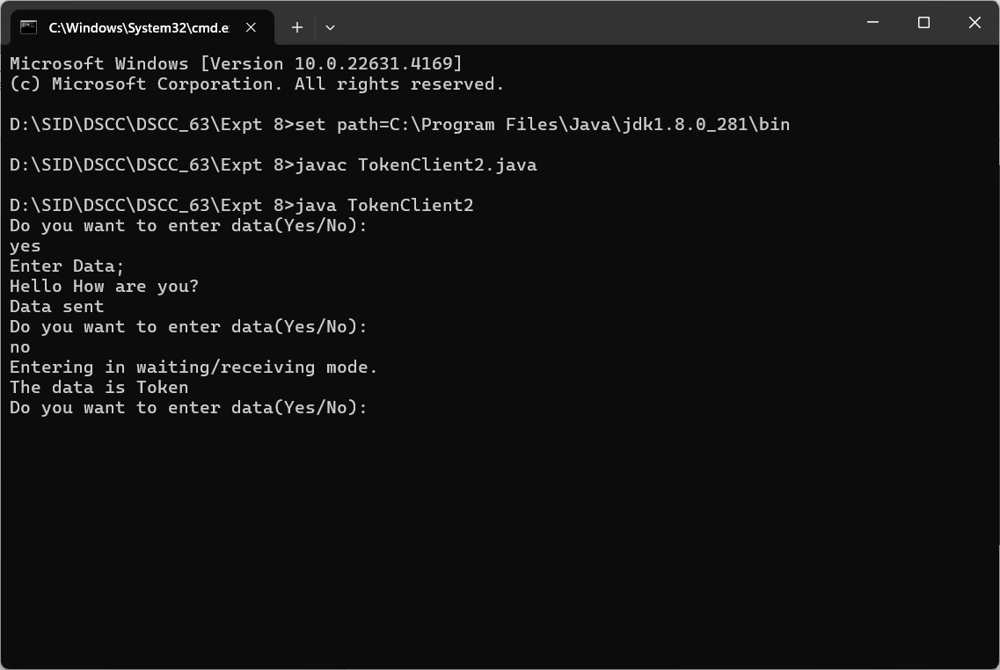 C:\Windows\System32\cmd.e
Microsoft Windows [Version 10.0.22631.4169]
(c) Microsoft Corporation. All rights reserved.
D:\SID\DSCC\DSCC_63\Expt 8>set path=C:\Program Files\Java\jdk1.8.0_281\bin
D:\SID\DSCC\DSCC_63\Expt 8>javac TokenClient2.java
D:\SID\DSCC\DSCC_63\Expt 8>java TokenClient2
Do you want to enter data(Yes/No):
yes
Enter Data;
Hello How are you?
Data sent
Do you want to enter data(Yes/No):
no
Entering in waiting/receiving mode.
The data is Token
Do you want to enter data(Yes/No):